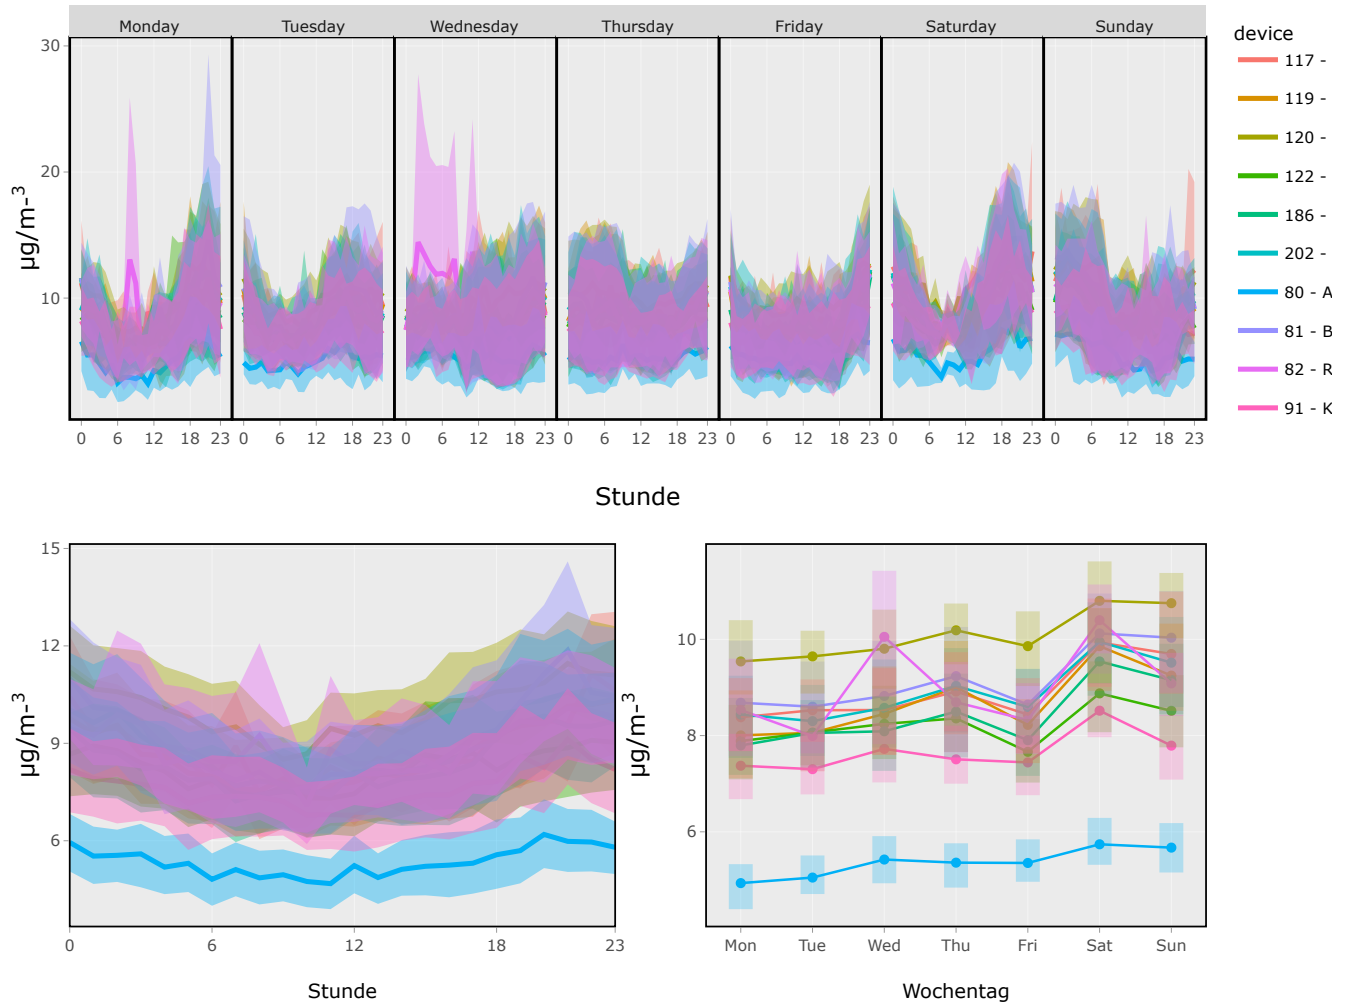 Monday Tuesday Wednesday Thursday Friday Saturday Sunday
30
20
10
µg/m-3
0 6 12 18 23 0 6 12 18 23 0 6 12 18 23 0 6 12 18 23 0 6 12 18 23 0 6 12 18 23 0 6 12 18 23
Stunde
device
117 -
119 -
120 -
122 -
186 -
202 -
80 - A
81 - B
82 - R
91 - K
15
12
9
6
µg/m-3
0 6 12 18 23
Stunde
10
8
6
µg/m-3
Mon Tue Wed Thu Fri Sat Sun
Wochentag